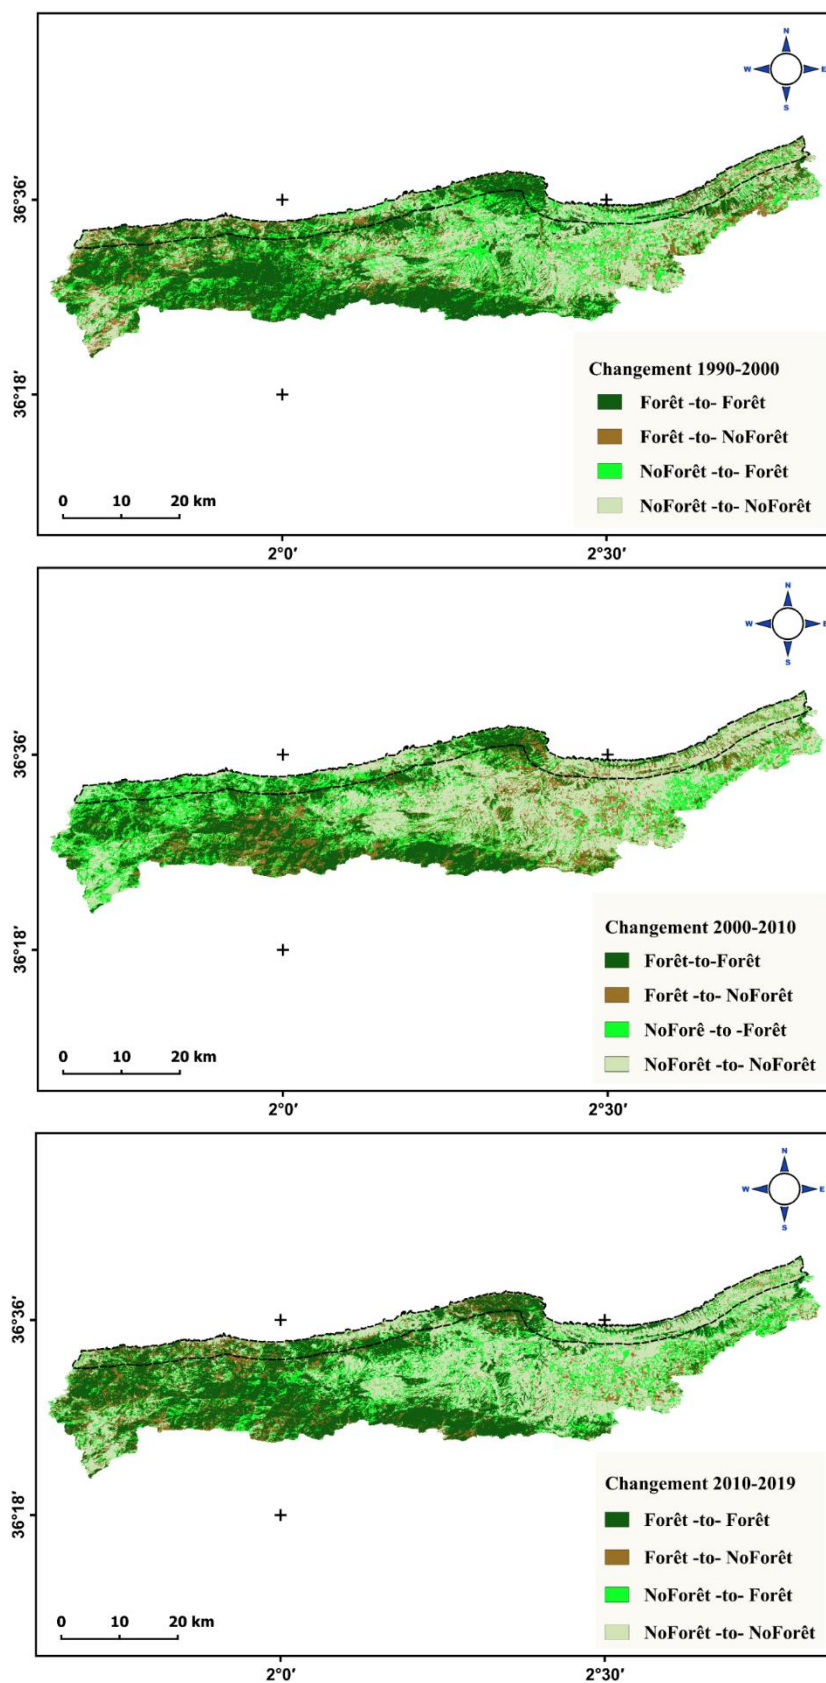 N
W E
S
36°36′
36°18′
Changement 1990-2000
Forêt -to- Forêt
Forêt -to- NoForêt
NoForêt -to- Forêt
NoForêt -to- NoForêt
0 10 20 km
2°0′ 2°30′
N
W E
S
36°36′
36°18′
Changement 2000-2010
Forêt-to-Forêt
Forêt -to- NoForêt
NoForê -to -Forêt
NoForêt -to- NoForêt
0 10 20 km
2°0′ 2°30′
N
W E
S
36°36′
36°18′
Changement 2010-2019
Forêt -to- Forêt
Forêt -to- NoForêt
NoForêt -to- Forêt
NoForêt -to- NoForêt
0 10 20 km
2°0′ 2°30′